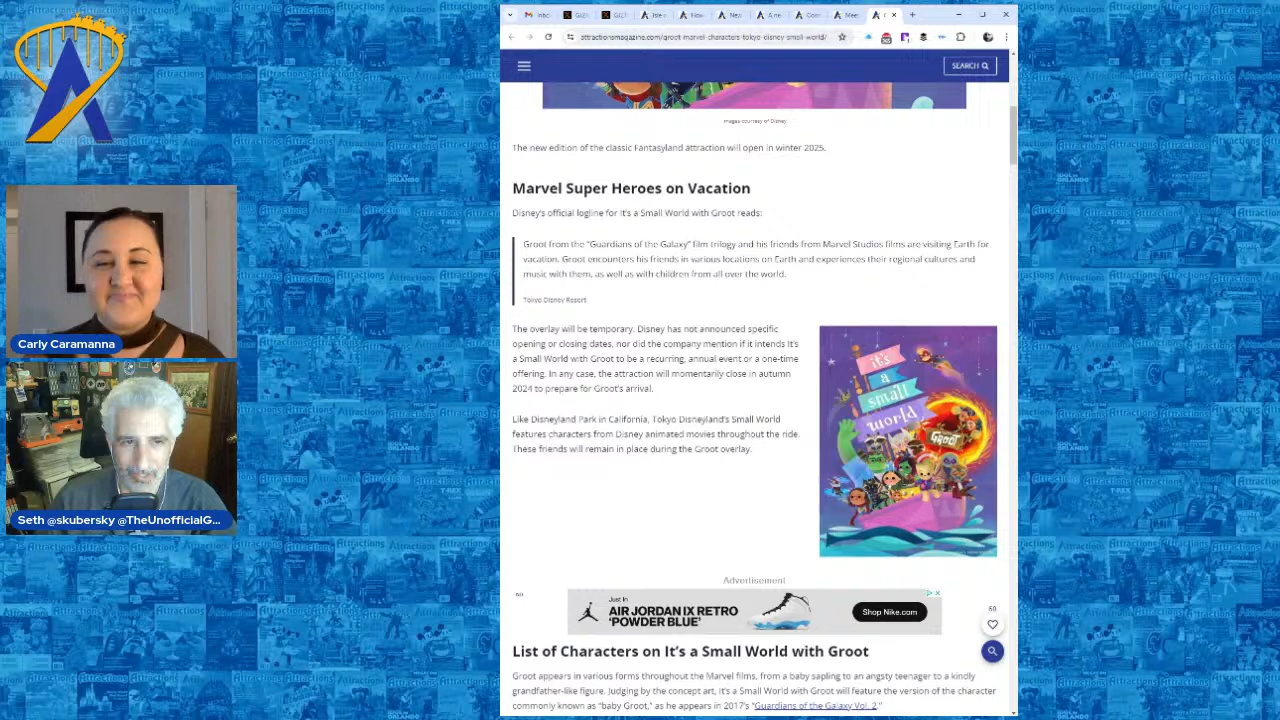 attractionsmagazine.com/groot-marvel-characters-tokyo-disney-small-world/
SEARCH
Images courtesy of Disney
The new edition of the classic Fantasyland attraction will open in winter 2025.
Marvel Super Heroes on Vacation
Disney's official logline for It's a Small World with Groot reads:
Groot from the "Guardians of the Galaxy" film trilogy and his friends from Marvel Studios films are visiting Earth for
vacation. Groot encounters his friends in various locations on Earth and experiences their regional cultures and
music with them, as well as with children from all over the world.
Tokyo Disney Resort
The overlay will be temporary. Disney has not announced specific
opening or closing dates, nor did the company mention if it intends It's
a Small World with Groot to be a recurring, annual event or a one-time
offering. In any case, the attraction will momentarily close in autumn
2024 to prepare for Groot's arrival.
Like Disneyland Park in California, Tokyo Disneyland's Small World
features characters from Disney animated movies throughout the ride.
These friends will remain in place during the Groot overlay.
it's
a
small
world
GROOT
Advertisement
Just In
AIR JORDAN IX RETRO
'POWDER BLUE'
Shop Nike.com
List of Characters on It's a Small World with Groot
Groot appears in various forms throughout the Marvel films, from a baby sapling to an angsty teenager to a kindly
grandfather-like figure. Judging by the concept art, it's a Small World with Groot will feature the version of the character
commonly known as "baby Groot," as he appears in 2017's "Guardians of the Galaxy Vol. 2."
Carly Caramanna
Seth @skubersky @TheUnofficialG...